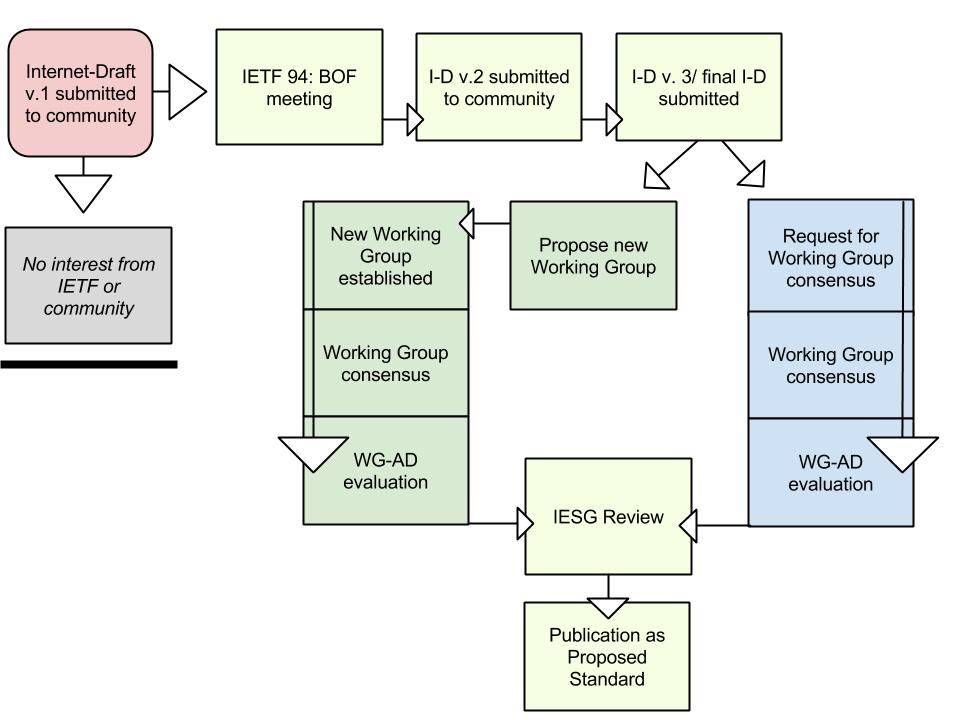 Internet-Draft
v.1 submitted
to community
IETF 94: BOF
meeting
I-D v.2 submitted
to community
I-D v. 3/ final I-D
submitted
No interest from
IETF or
community
New Working
Group
established
Propose new
Working Group
Request for
Working Group
consensus
Working Group
consensus
Working Group
consensus
WG-AD
evaluation
WG-AD
evaluation
IESG Review
Publication as
Proposed
Standard